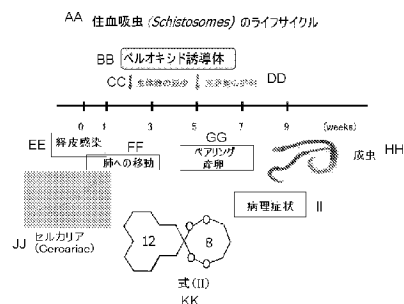 AA 住血吸虫 (Schistosomes) のライフサイクル
BB ペルオキシド誘導体
CC
DD
0 1 3 5 7 9 (weeks)
EE 経皮感染
FF
肺への移動
GG
ペアリング
産卵
成虫 HH
病理症状 II
JJ セルカリア
(Cercariae)
12
O O
8
O O
式(II)
KK